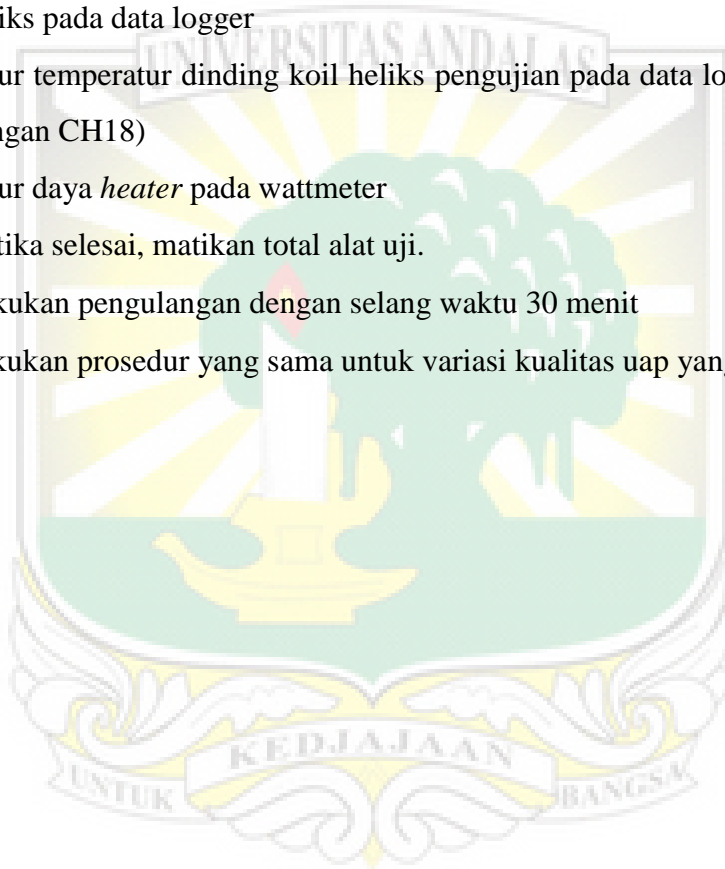 iks pada data logger
ur temperatur dinding koil heliks pengujian pada data lo
ngan CH18)
ur daya heater pada wattmeter
tika selesai, matikan total alat uji.
kukan pengulangan dengan selang waktu 30 menit
kukan prosedur yang sama untuk variasi kualitas uap yang
UNIVERSITAS ANDALAS
UNTUK KEDJAJAAN BANGSA